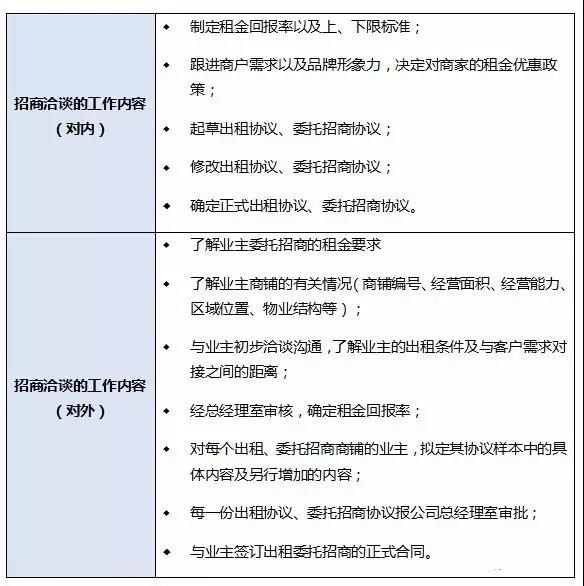 招商洽谈的工作内容
（对内）
◆ 制定租金回报率以及上、下限标准；
◆ 跟进商户需求以及品牌形象力，决定对商家的租金优惠政
策；
◆ 起草出租协议、委托招商协议；
◆ 修改出租协议、委托招商协议；
◆ 确定正式出租协议、委托招商协议。
招商洽谈的工作内容
（对外）
◆ 了解业主委托招商的租金要求
◆ 了解业主商铺的有关情况（商铺编号、经营面积、经营能力、
区域位置、物业结构等）；
◆ 与业主初步洽谈沟通，了解业主的出租条件及与客户需求对
接之间的距离；
◆ 经总经理室审核，确定租金回报率；
◆ 对每个出租、委托招商商铺的业主，拟定其协议样本中的具
体内容及另行增加的内容；
◆ 每一份出租协议、委托招商协议报公司总经理室审批；
◆ 与业主签订出租委托招商的正式合同。